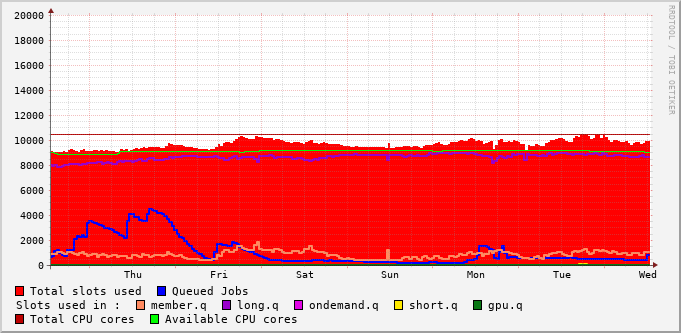 20000
18000
16000
14000
12000
10000
8000
6000
4000
2000
0
Thu Fri Sat Sun Mon Tue Wed
Total slots used Queued Jobs
Slots used in : member.q long.q ondemand.q short.q gpu.q
Total CPU cores Available CPU cores
RRDTOOL / TOBI OETIKER